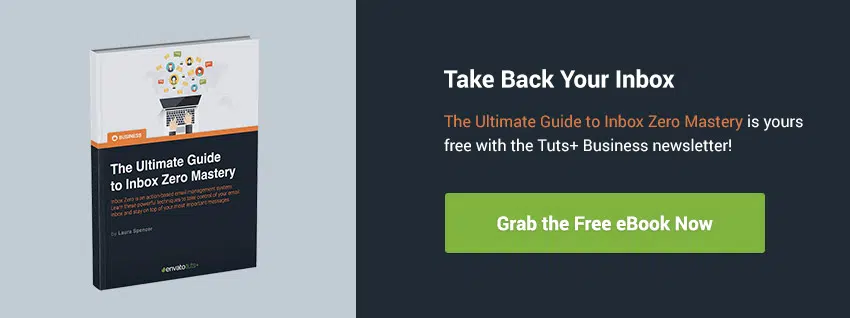 BUSINESS
The Ultimate Guide
to Inbox Zero Mastery
Inbox Zero is an action-based email management system.
Learn these powerful techniques to take control of your email
inbox and stay on top of your most important messages.
By Laura Spencer
envatotuts+
Take Back Your Inbox
The Ultimate Guide to Inbox Zero Mastery is yours
free with the Tuts+ Business newsletter!
Grab the Free eBook Now